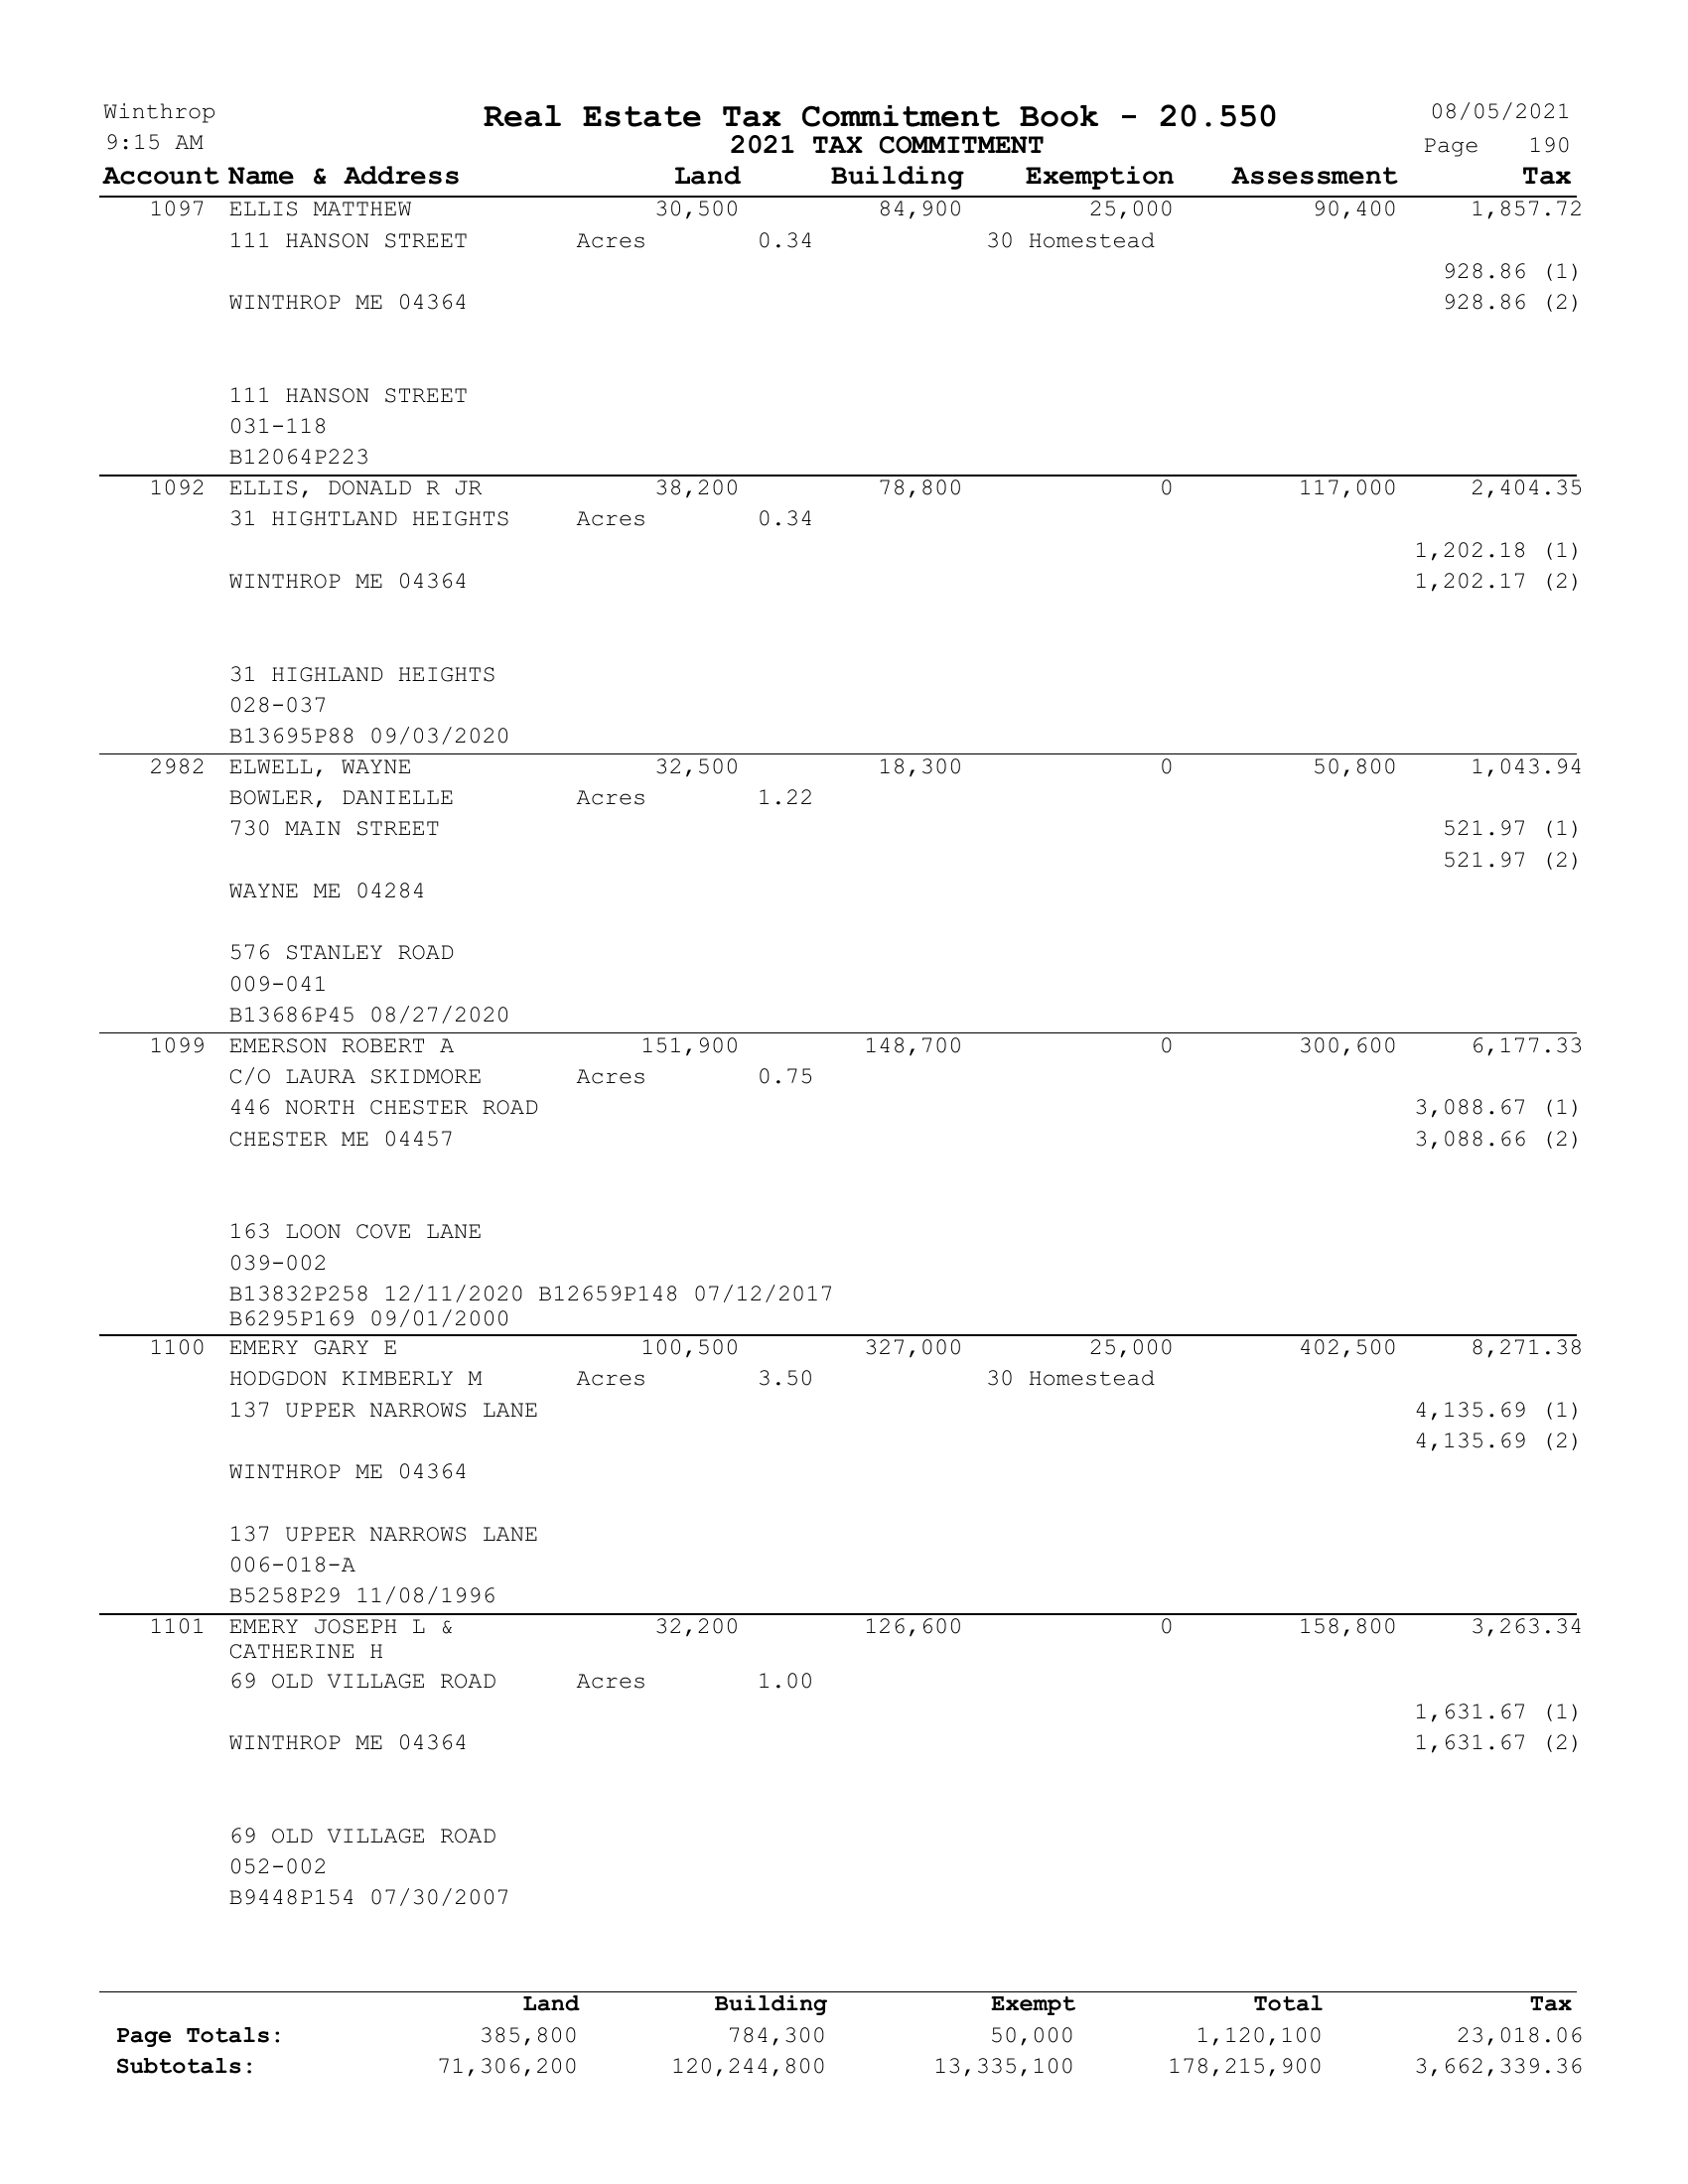 Winthrop Real Estate Tax Commitment Book - 20.550 08/05/2021
9:15 AM 2021 TAX COMMITMENT Page 190
Account Name & Address Land Building Exemption Assessment Tax
1097 ELLIS MATTHEW 30,500 84,900 25,000 90,400 1,857.72
111 HANSON STREET Acres 0.34 30 Homestead
928.86 (1)
WINTHROP ME 04364 928.86 (2)
111 HANSON STREET
031-118
B12064P223
1092 ELLIS, DONALD R JR 38,200 78,800 0 117,000 2,404.35
31 HIGHTLAND HEIGHTS Acres 0.34
1,202.18 (1)
WINTHROP ME 04364 1,202.17 (2)
31 HIGHLAND HEIGHTS
028-037
B13695P88 09/03/2020
2982 ELWELL, WAYNE 32,500 18,300 0 50,800 1,043.94
BOWLER, DANIELLE Acres 1.22
730 MAIN STREET 521.97 (1)
521.97 (2)
WAYNE ME 04284
576 STANLEY ROAD
009-041
B13686P45 08/27/2020
1099 EMERSON ROBERT A 151,900 148,700 0 300,600 6,177.33
C/O LAURA SKIDMORE Acres 0.75
446 NORTH CHESTER ROAD 3,088.67 (1)
CHESTER ME 04457 3,088.66 (2)
163 LOON COVE LANE
039-002
B13832P258 12/11/2020 B12659P148 07/12/2017
B6295P169 09/01/2000
1100 EMERY GARY E 100,500 327,000 25,000 402,500 8,271.38
HODGDON KIMBERLY M Acres 3.50 30 Homestead
137 UPPER NARROWS LANE 4,135.69 (1)
4,135.69 (2)
WINTHROP ME 04364
137 UPPER NARROWS LANE
006-018-A
B5258P29 11/08/1996
1101 EMERY JOSEPH L & 32,200 126,600 0 158,800 3,263.34
CATHERINE H
69 OLD VILLAGE ROAD Acres 1.00
1,631.67 (1)
WINTHROP ME 04364 1,631.67 (2)
69 OLD VILLAGE ROAD
052-002
B9448P154 07/30/2007
Land Building Exempt Total Tax
Page Totals: 385,800 784,300 50,000 1,120,100 23,018.06
Subtotals: 71,306,200 120,244,800 13,335,100 178,215,900 3,662,339.36